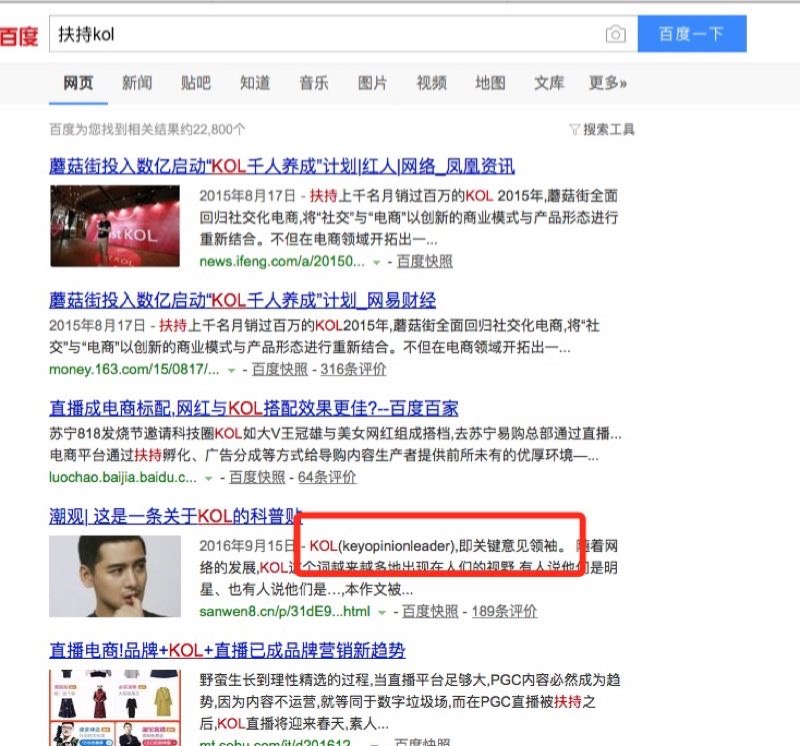 百度
扶持kol
百度一下
网页 新闻 贴吧 知道 音乐 图片 视频 地图 文库 更多»
百度为您找到相关结果约22,800个
搜索工具
蘑菇街投入数亿启动"KOL千人养成"计划|红人|网络_凤凰资讯
2015年8月17日 - 扶持上千名月销过百万的KOL 2015年,蘑菇街全面
回归社交化电商,将“社交”与“电商”以创新的商业模式与产品形态进行
重新结合。不但在电商领域开拓出一...
news.ifeng.com/a/20150... - 百度快照
蘑菇街投入数亿启动"KOL千人养成"计划_网易财经
2015年8月17日 - 扶持上千名月销过百万的KOL2015年,蘑菇街全面回归社交化电商,将“社
交”与“电商”以创新的商业模式与产品形态进行重新结合。不但在电商领域开拓出一...
money.163.com/15/0817/... - 百度快照 - 316条评价
直播成电商标配,网红与KOL搭配效果更佳?--百度百家
苏宁818发烧节邀请科技圈KOL如大V王冠雄与美女网红组成搭档,去苏宁易购总部通过直播...
电商平台通过扶持孵化、广告分成等方式给导购内容生产者提供前所未有的优厚环境—...
luochao.baijia.baidu.c... - 百度快照 - 64条评价
潮观| 这是一条关于KOL的科普贴
2016年9月15日 - KOL(keyopinionleader),即关键意见领袖。 随着网
络的发展,KOL这个词越来越多地出现在人们的视野,有人说他们是明
星、也有人说他们是...,本作文被...
sanwen8.cn/p/31dE9...html - 百度快照 - 189条评价
直播电商!品牌+KOL+直播已成品牌营销新趋势
野蛮生长到理性精选的过程,当直播平台足够大,PGC内容必然成为趋
势,因为内容不运营,就等同于数字垃圾场,而在PGC直播被扶持之
后,KOL直播将迎来春天,素人...
mt.sohu.com/it/d201612... - 百度快照